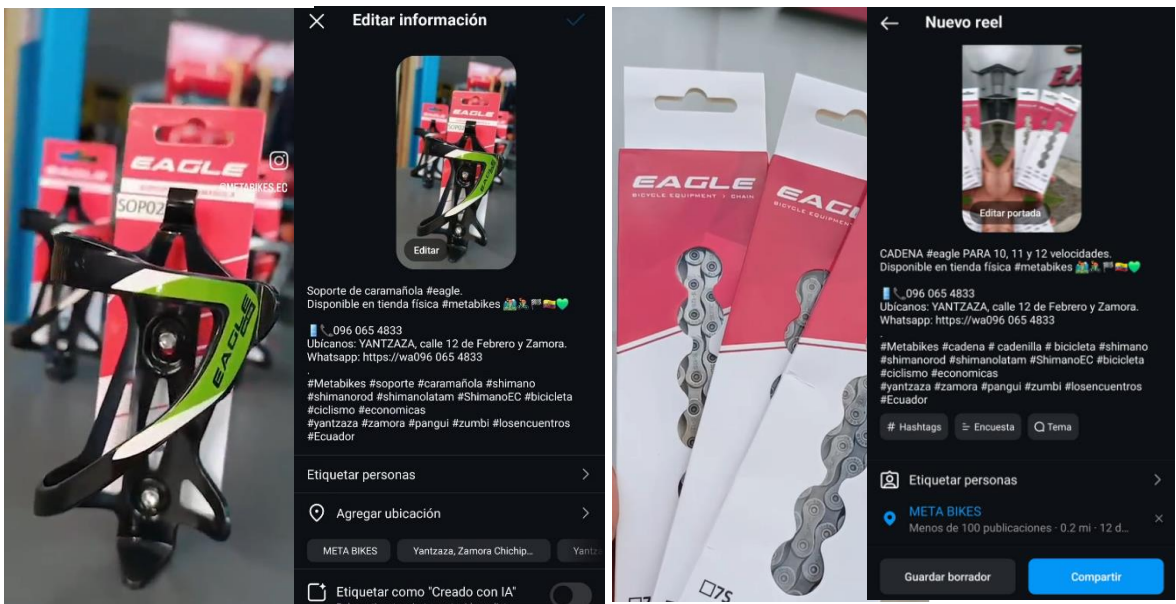 EAGLE
@METABIKES.EC
SOP02
EAGLE
Editar información
EAGLE
SOP02
EAGLE
Editar
Soporte de caramañola #eagle.
Disponible en tienda física #metabikes 🚵🚴🏁🇪🇨💚
📱📞096 065 4833
Ubícanos: YANTZAZA, calle 12 de Febrero y Zamora.
Whatsapp: https://wa096 065 4833
.
#Metabikes #soporte #caramañola #shimano
#shimanorod #shimanolatam #ShimanoEC #bicicleta
#ciclismo #economicas
#yantzaza #zamora #pangui #zumbi #losencuentros
#Ecuador
Etiquetar personas
Agregar ubicación
META BIKES
Yantzaza, Zamora Chichip...
Etiquetar como "Creado con IA"
EAGLE
BICYCLE EQUIPMENT > CHAIN
EAGL
BICYCLE EQUIPMEN
7S
Nuevo reel
Editar portada
CADENA #eagle PARA 10, 11 y 12 velocidades.
Disponible en tienda física #metabikes 🚵🚴🏁🇪🇨💚
📱📞096 065 4833
Ubícanos: YANTZAZA, calle 12 de Febrero y Zamora.
Whatsapp: https://wa096 065 4833
.
#Metabikes #cadena # cadenilla # bicicleta #shimano
#shimanorod #shimanolatam #ShimanoEC #bicicleta
#ciclismo #economicas
#yantzaza #zamora #pangui #zumbi #losencuentros
#Ecuador
# Hashtags
Encuesta
Tema
Etiquetar personas
META BIKES
Menos de 100 publicaciones · 0.2 mi · 12 d...
Guardar borrador
Compartir